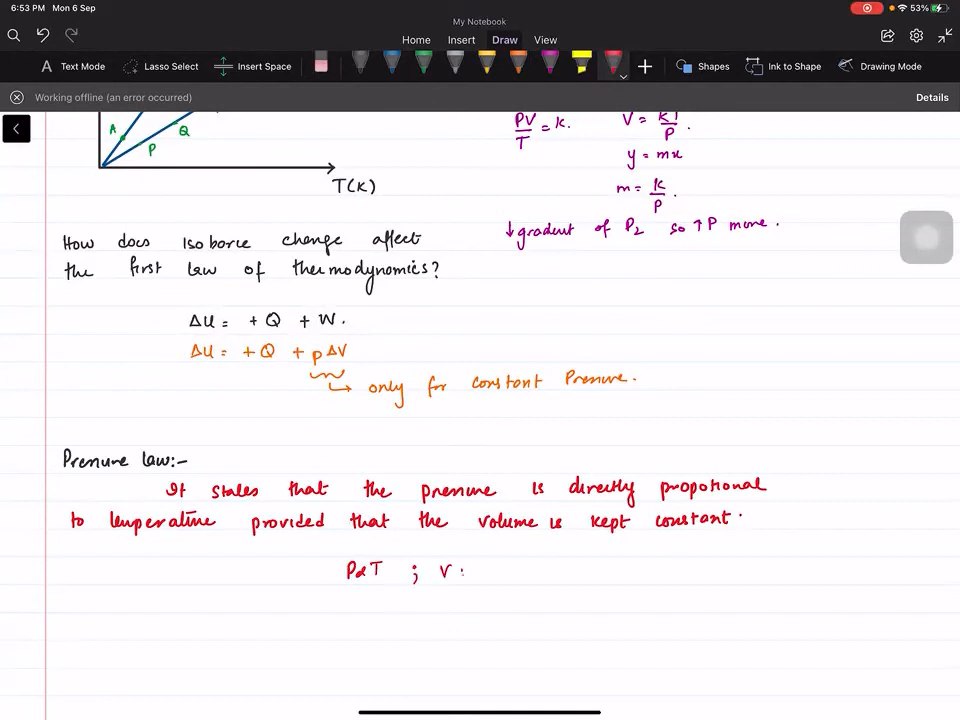 6:53 PM Mon 6 Sep
53%
My Notebook
Home Insert Draw View
Text Mode Lasso Select Insert Space Shapes Ink to Shape Drawing Mode
Working offline (an error occurred) Details
A Q
P
T(K)
PV/T = K. V = KT/P.
y = mx
m = K/P.
↓gradient of P2 so ↑P more.
How does Isobaric change affect
the first law of thermodynamics?
ΔU = +Q + W.
ΔU = +Q + PΔV
↳ only for constant Pressure.
Pressure law:-
It states that the pressure is directly propotional
to temperature provided that the volume is kept constant.
P∝T ; V :